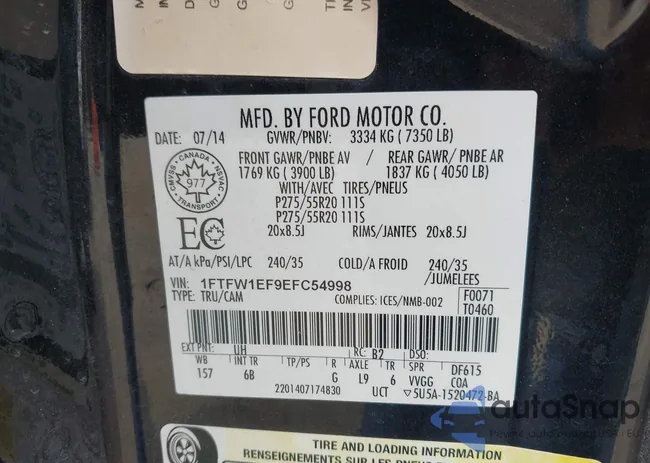 MFD. BY FORD MOTOR CO.
DATE: 07/14 GVWR/PNBV: 3334 KG ( 7350 LB)
FRONT GAWR/PNBE AV / REAR GAWR/ PNBE AR
1769 KG ( 3900 LB) 1837 KG ( 4050 LB)
WITH/AVEC TIRES/PNEUS
P275/55R20 111S
P275/55R20 111S
20x8.5J RIMS/JANTES 20x8.5J
CMVSS • CANADA • NSVAC
977
TRANSPORT
EC
AT/A kPa/PSI/LPC 240/35 COLD/A FROID 240/35
/JUMELEES
VIN: 1FTFW1EF9EFC54998
TYPE: TRU/CAM COMPLIES: ICES/NMB-002 F0071
T0460
EXT PNT: UH RC: B2 DSO:
WB INT TR TP/PS R AXLE TR SPR DF615
157 6B G L9 6 VVGG COA
2201407174830 UCT ▽5U5A-1520472-BA
autoSnap
TIRE AND LOADING INFORMATION